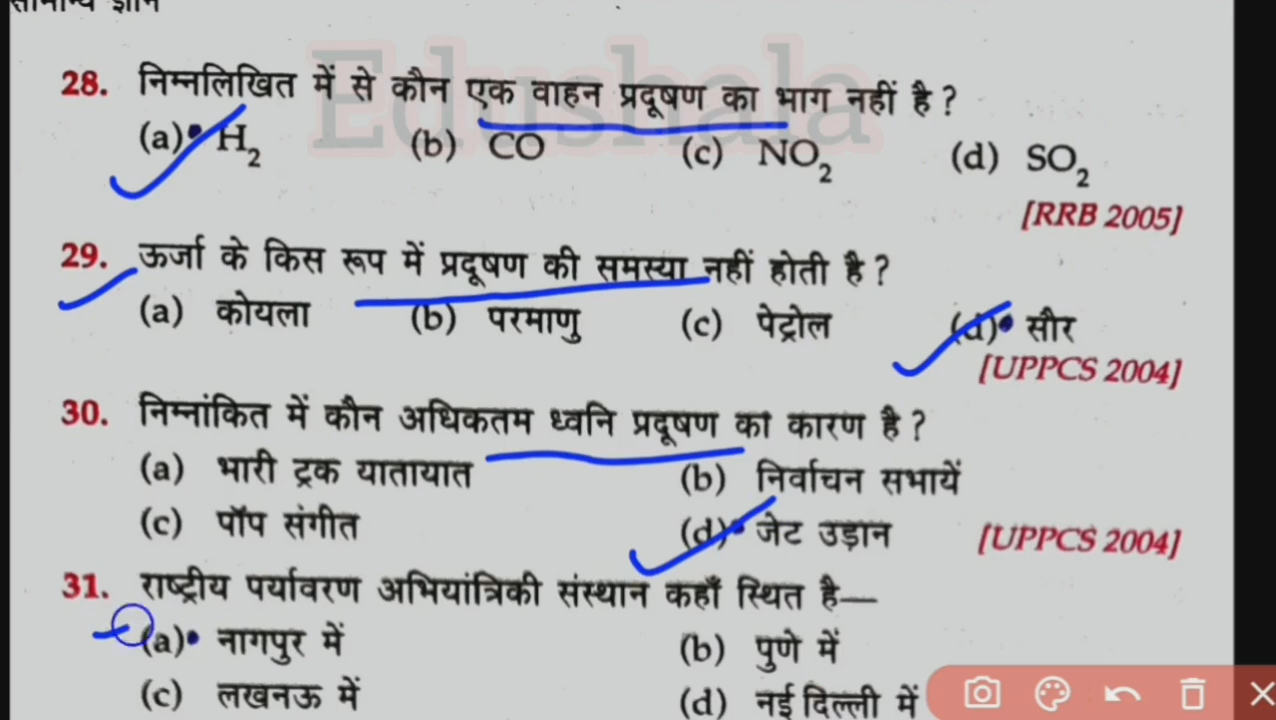 सामान्य ज्ञान
Edushala
28. निम्नलिखित में से कौन एक वाहन प्रदूषण का भाग नहीं है ?
(a) H₂ (b) CO (c) NO₂ (d) SO₂
[RRB 2005]
29. ऊर्जा के किस रूप में प्रदूषण की समस्या नहीं होती है ?
(a) कोयला (b) परमाणु (c) पेट्रोल (d) सौर
[UPPCS 2004]
30. निम्नांकित में कौन अधिकतम ध्वनि प्रदूषण का कारण है ?
(a) भारी ट्रक यातायात (b) निर्वाचन सभायें
(c) पॉप संगीत (d) जेट उड़ान [UPPCS 2004]
31. राष्ट्रीय पर्यावरण अभियांत्रिकी संस्थान कहाँ स्थित है—
(a) नागपुर में (b) पुणे में
(c) लखनऊ में (d) नई दिल्ली में